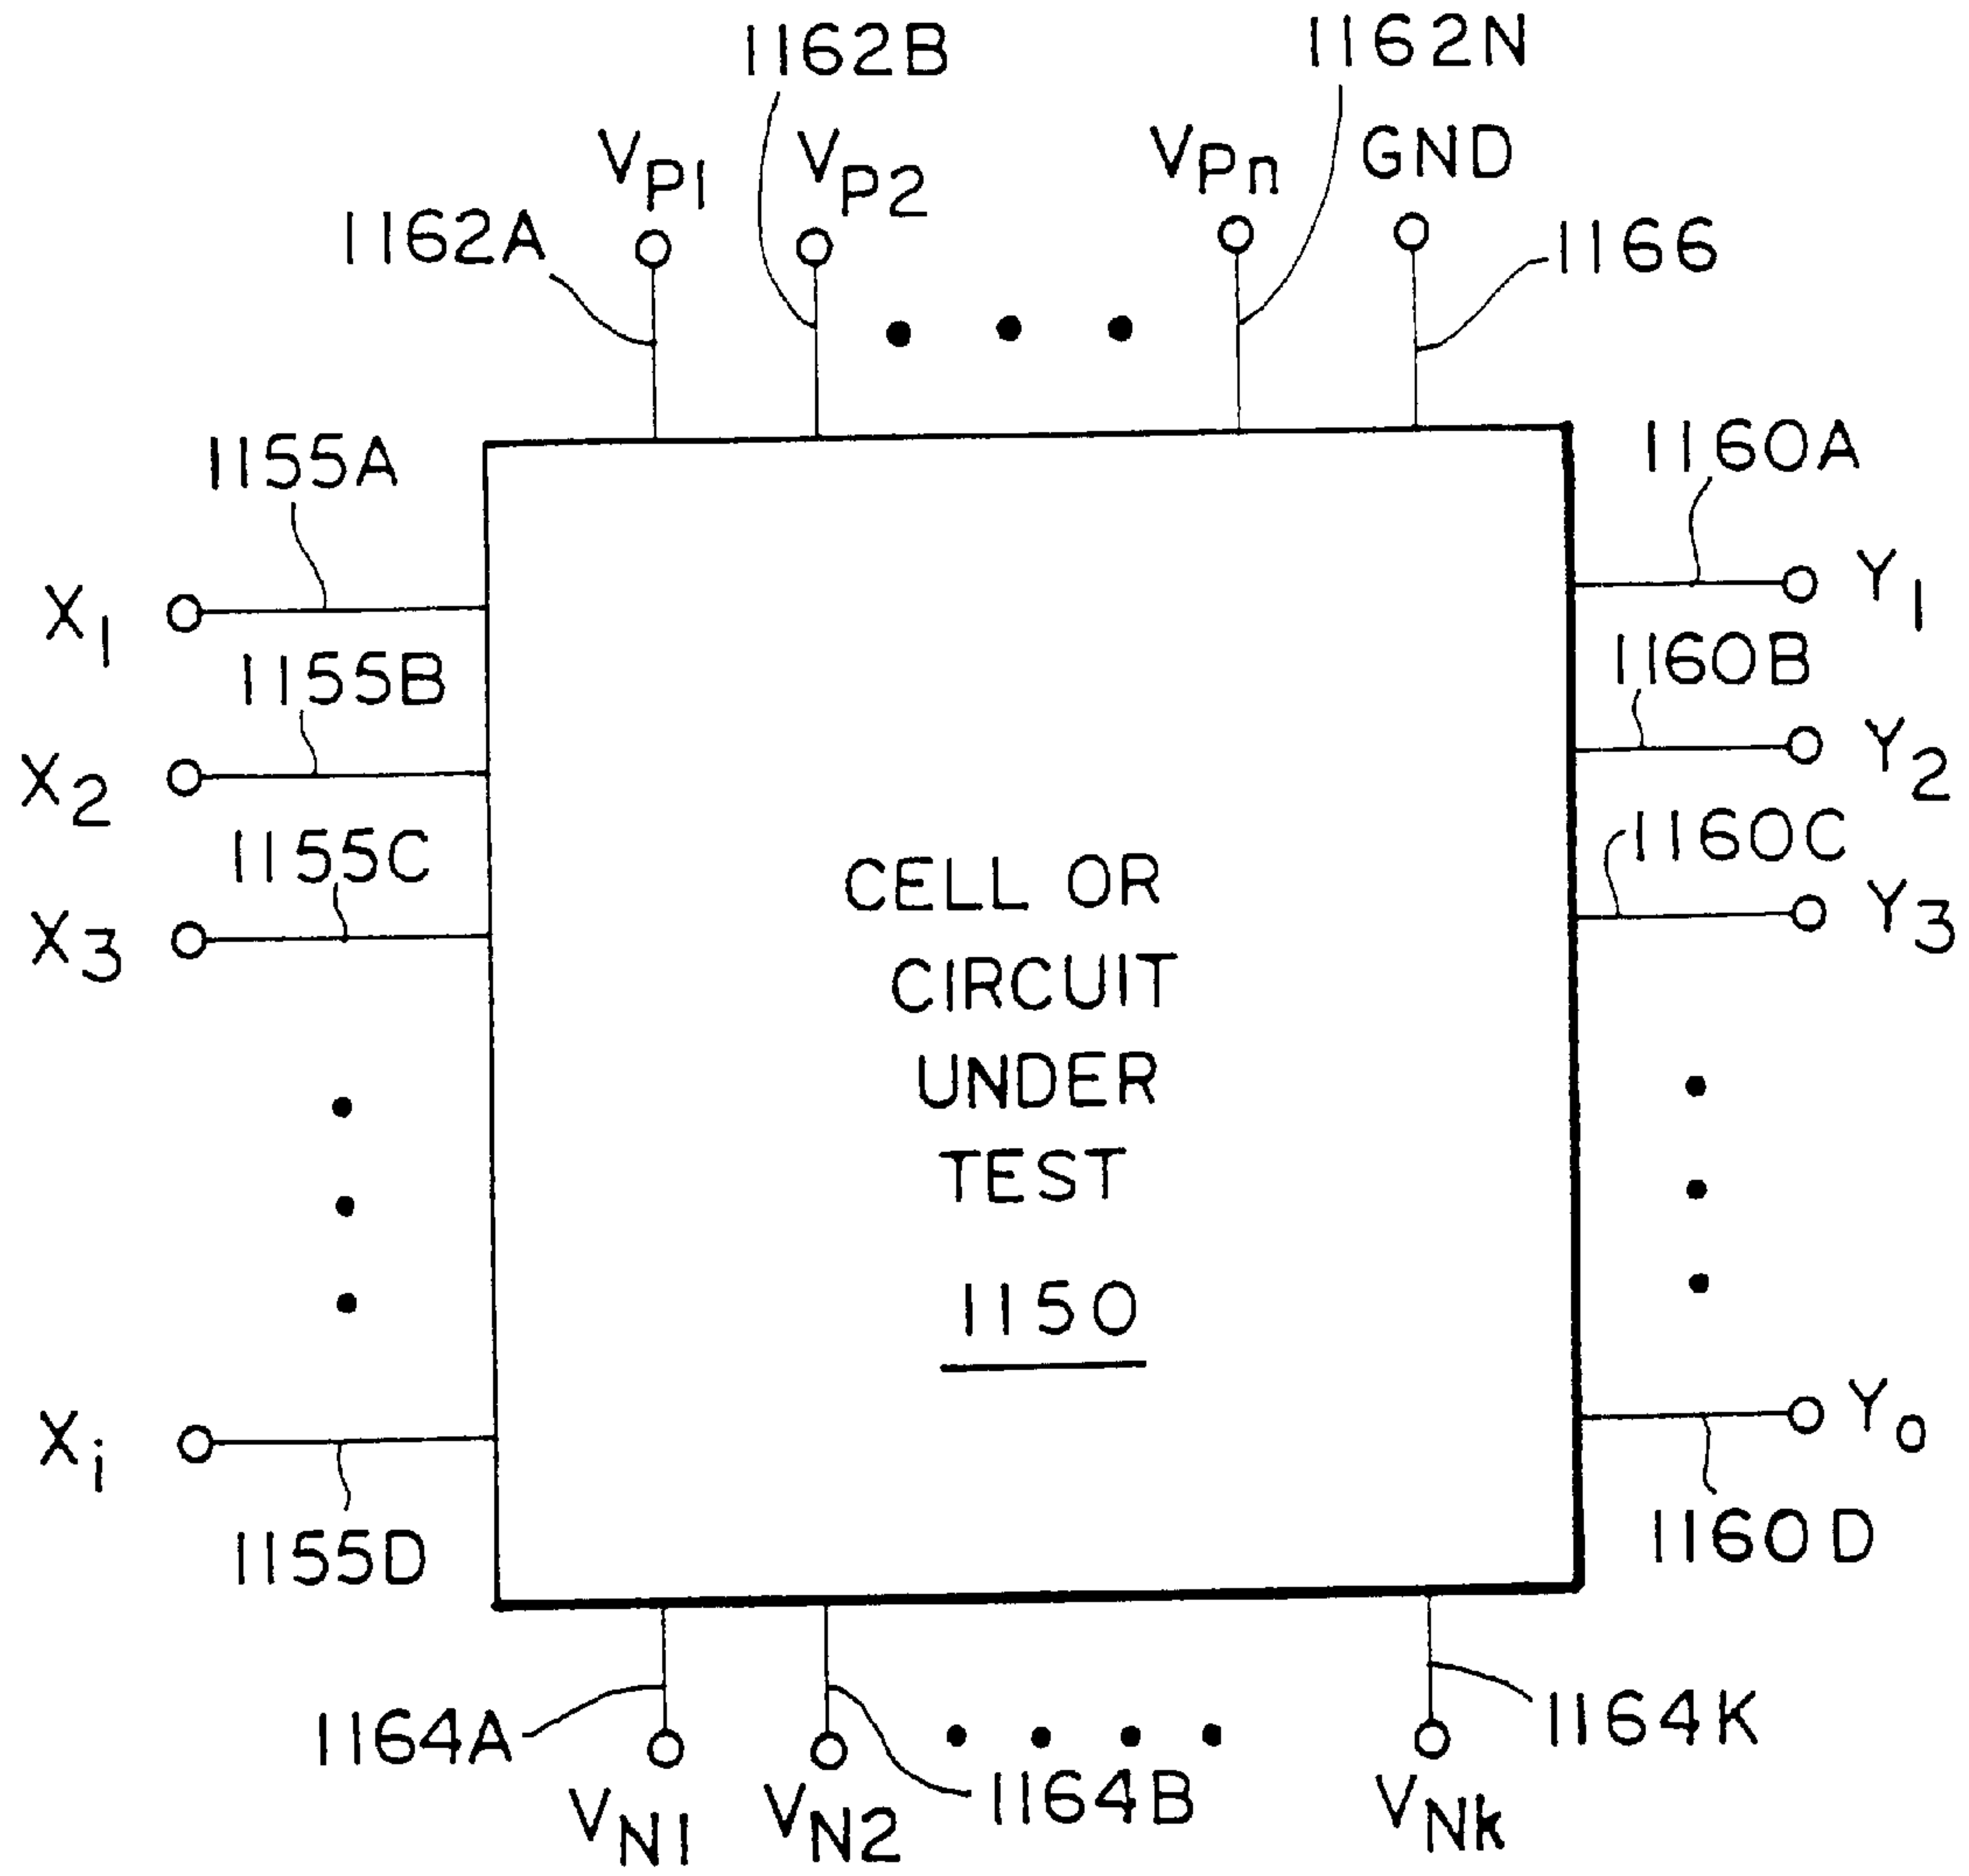 1162B
1162N
VP1
VP2
VPn
GND
1162A
1166
1155A
1160A
X1
Y1
1155B
1160B
X2
Y2
1155C
1160C
X3
Y3
CELL OR
CIRCUIT
UNDER
TEST
1150
Xi
Yo
1155D
1160D
1164A
1164B
1164K
VN1
VN2
VNk